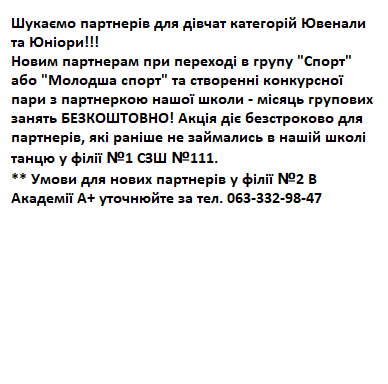 Шукаємо партнерів для дівчат категорій Ювенали
та Юніори!!!
Новим партнерам при переході в групу "Спорт"
або "Молодша спорт" та створенні конкурсної
пари з партнеркою нашої школи - місяць групових
занять БЕЗКОШТОВНО! Акція діє безстроково для
партнерів, які раніше не займались в нашій школі
танцю у філії №1 СЗШ №111.
** Умови для нових партнерів у філії №2 В
Академії А+ уточнюйте за тел. 063-332-98-47